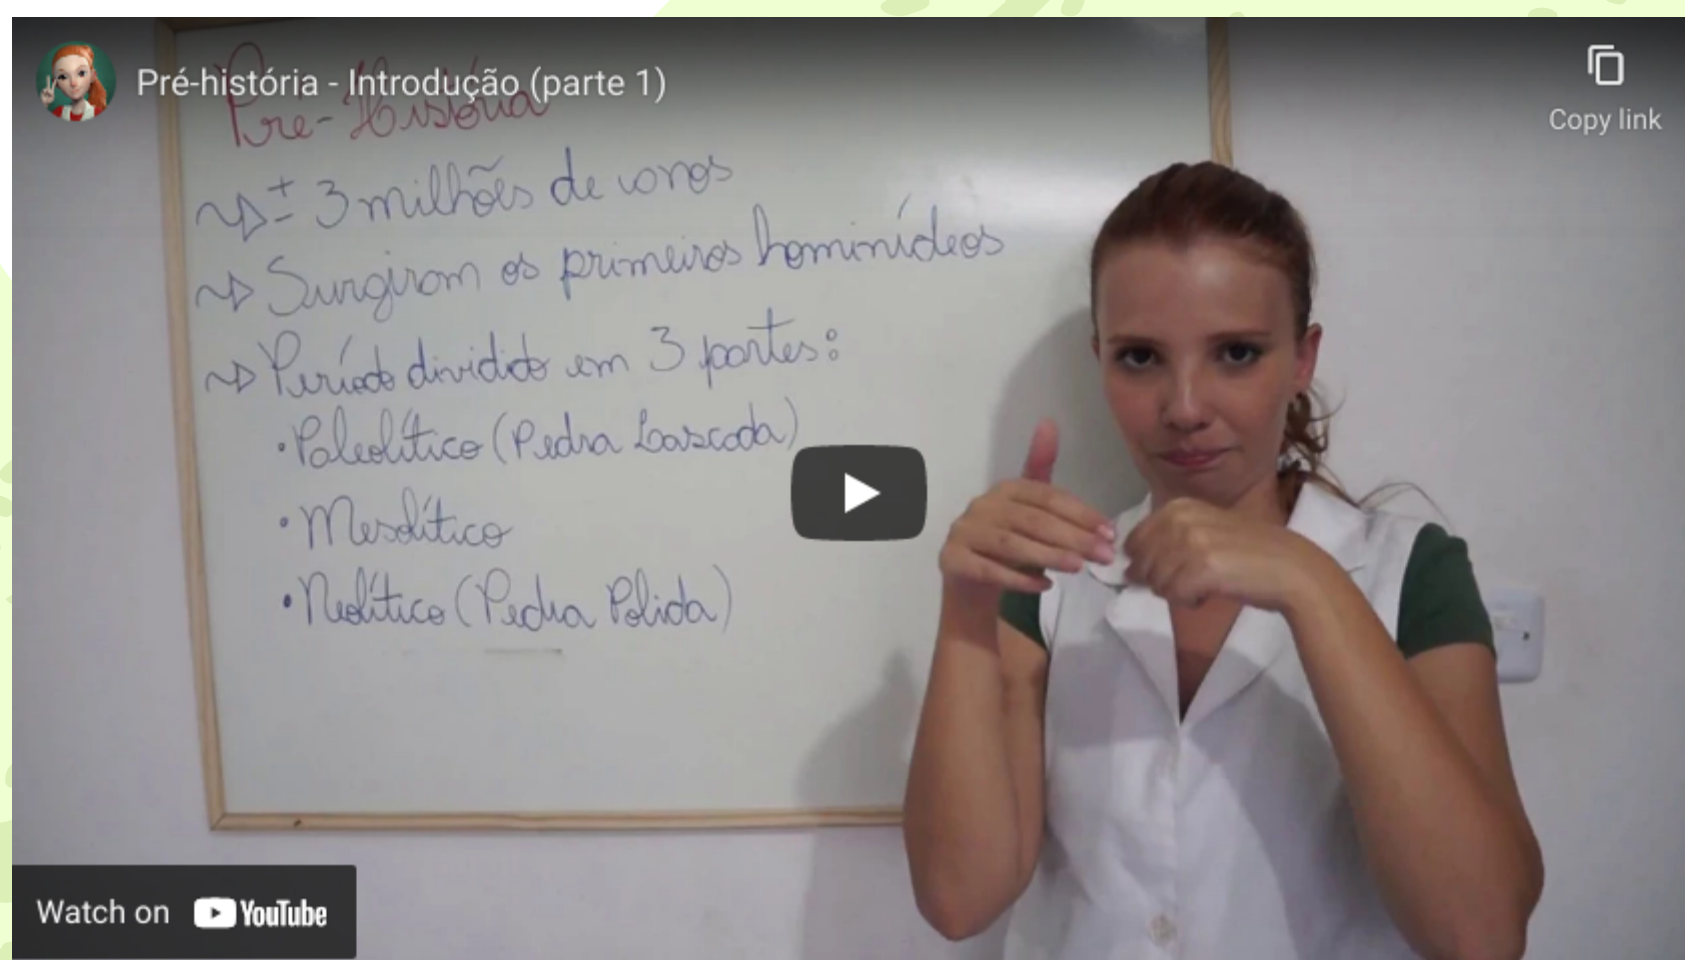 Pré-história - Introdução (parte 1)
Copy link
Pré-História
± 3 milhões de anos
Surgiram os primeiros hominídeos
Período dividido em 3 partes:
• Paleolítico (Pedra Lascada)
• Mesolítico
• Neolítico (Pedra Polida)
Watch on YouTube